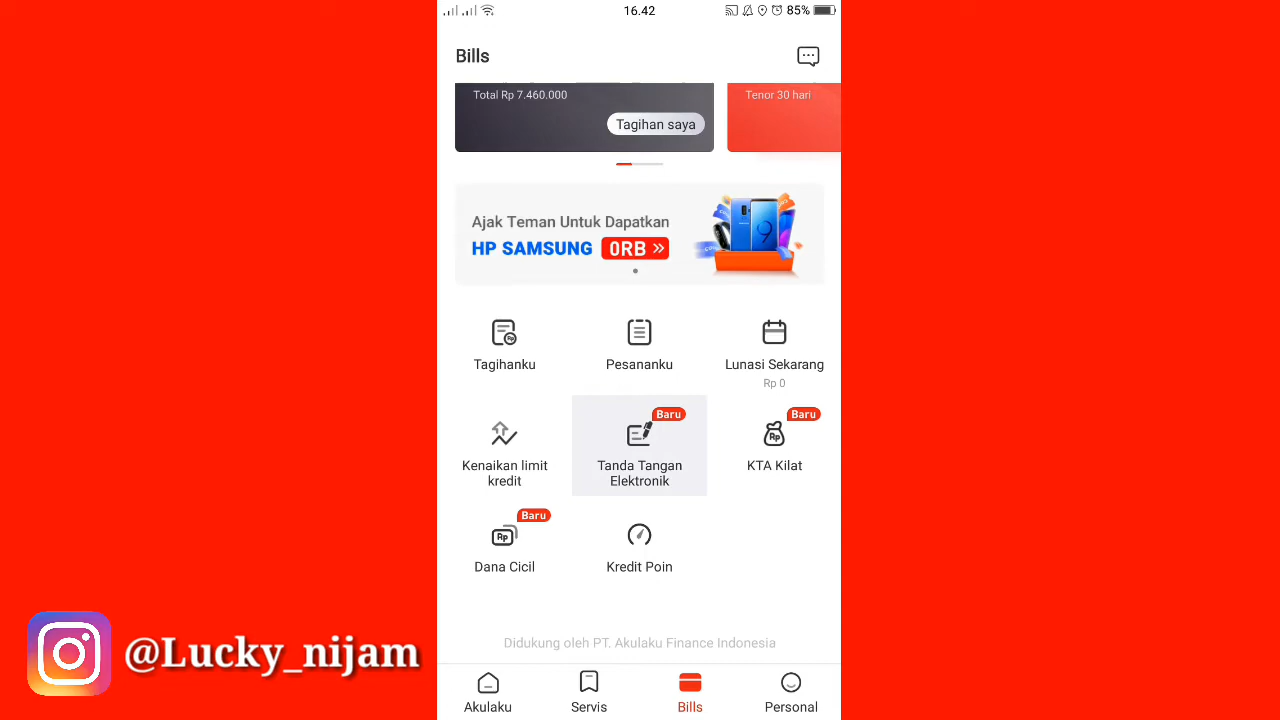 16.42
85%
Bills
Total Rp 7.460.000
Tenor 30 hari
Tagihan saya
Ajak Teman Untuk Dapatkan
HP SAMSUNG 0RB »
Tagihanku
Pesananku
Lunasi Sekarang
Rp 0
Baru
Baru
Kenaikan limit
kredit
Tanda Tangan
Elektronik
KTA Kilat
Baru
Dana Cicil
Kredit Poin
Didukung oleh PT. Akulaku Finance Indonesia
@Lucky_nijam
Akulaku
Servis
Bills
Personal